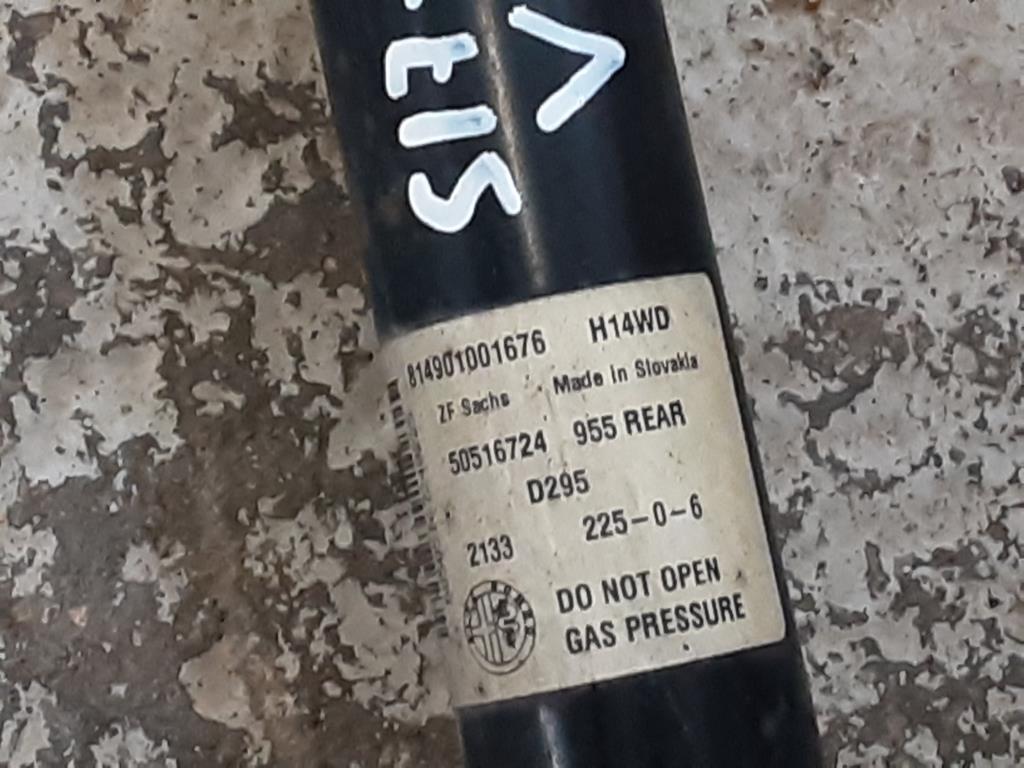 814901001676 H14WD
ZF Sachs Made in Slovakia
50516724 955 REAR
D295
2133 225-0-6
DO NOT OPEN
GAS PRESSURE